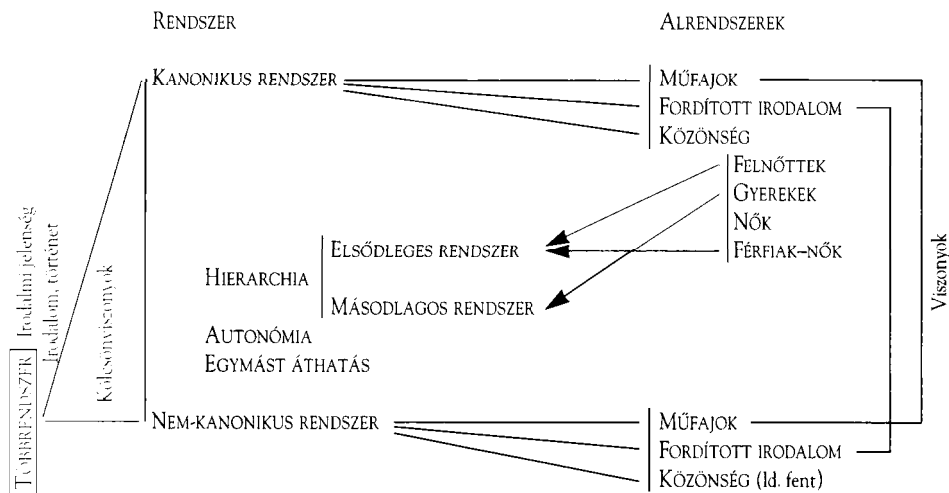 RENDSZER
ALRENDSZEREK
KANONIKUS RENDSZER
MŰFAJOK
FORDÍTOTT IRODALOM
KÖZÖNSÉG
FELNŐTTEK
GYEREKEK
NŐK
FÉRFIAK–NŐK
ELSŐDLEGES RENDSZER
HIERARCHIA
MÁSODLAGOS RENDSZER
AUTONÓMIA
EGYMÁST ÁTHATÁS
TÖBBRENDSZER
Irodalmi jelenség
Irodalom, történet
Kölcsönviszonyok
Viszonyok
NEM-KANONIKUS RENDSZER
MŰFAJOK
FORDÍTOTT IRODALOM
KÖZÖNSÉG (ld. fent)